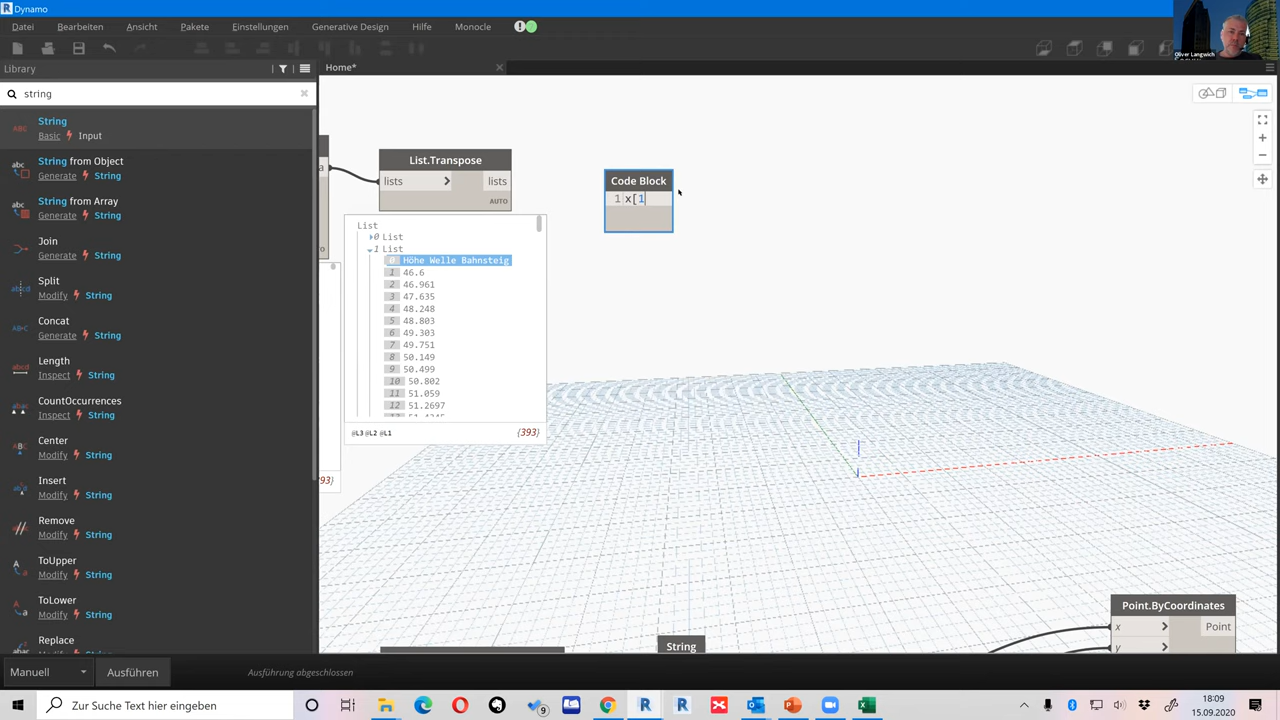 Dynamo
Datei Bearbeiten Ansicht Pakete Einstellungen Generative Design Hilfe Monocle
Oliver Langwich
Library
Home*
string
String
Basic Input
String from Object
Generate String
String from Array
Generate String
Join
Generate String
Split
Modify String
Concat
Generate String
Length
Inspect String
CountOccurrences
Inspect String
Center
Modify String
Insert
Modify String
Remove
Modify String
ToUpper
Modify String
ToLower
Modify String
Replace
List.Transpose
lists > lists
AUTO
List
0 List
1 List
0 Höhe Welle Bahnsteig
1 46.6
2 46.961
3 47.635
4 48.248
5 48.803
6 49.303
7 49.751
8 50.149
9 50.499
10 50.802
11 51.059
12 51.2697
@L3 @L2 @L1 {393}
93}
Code Block
1 x[1
String
Point.ByCoordinates
x > Point
y >
Manuell Ausführen Ausführung abgeschlossen
Zur Suche Text hier eingeben
18:09
15.09.2020